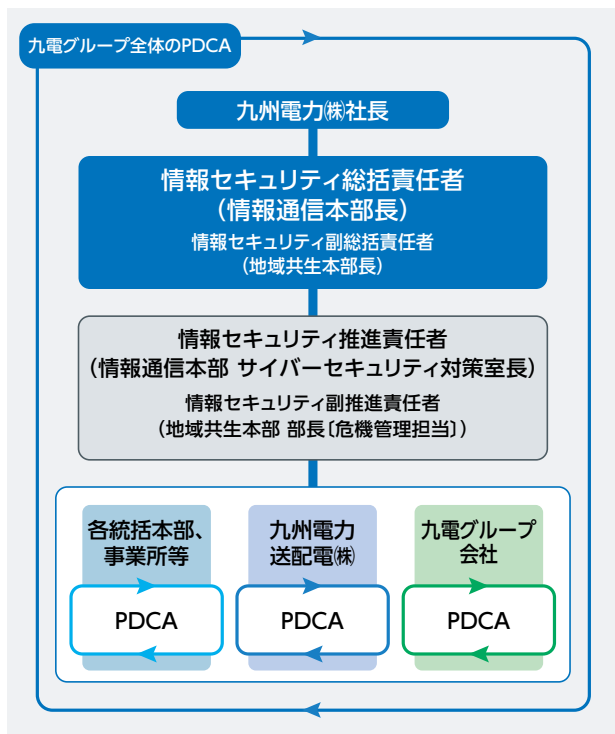 九電グループ全体のPDCA
九州電力㈱社長
情報セキュリティ総括責任者
（情報通信本部長）
情報セキュリティ副総括責任者
（地域共生本部長）
情報セキュリティ推進責任者
（情報通信本部 サイバーセキュリティ対策室長）
情報セキュリティ副推進責任者
（地域共生本部 部長〔危機管理担当〕）
各統括本部、
事業所等
PDCA
九州電力
送配電㈱
PDCA
九電グループ
会社
PDCA